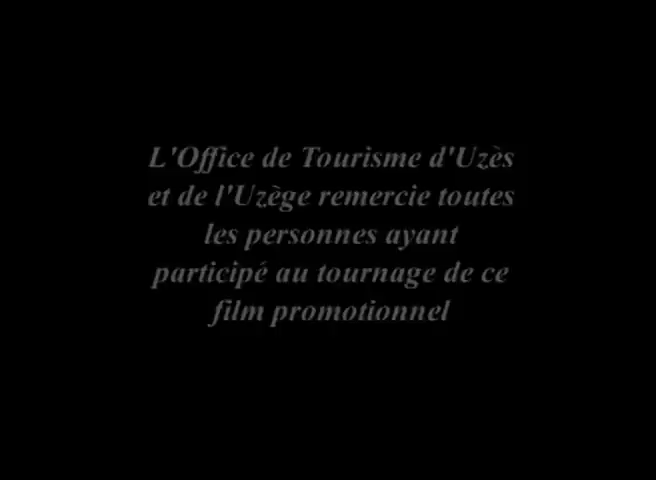 L'Office de Tourisme d'Uzès
et de l'Uzège remercie toutes
les personnes ayant
participé au tournage de ce
film promotionnel